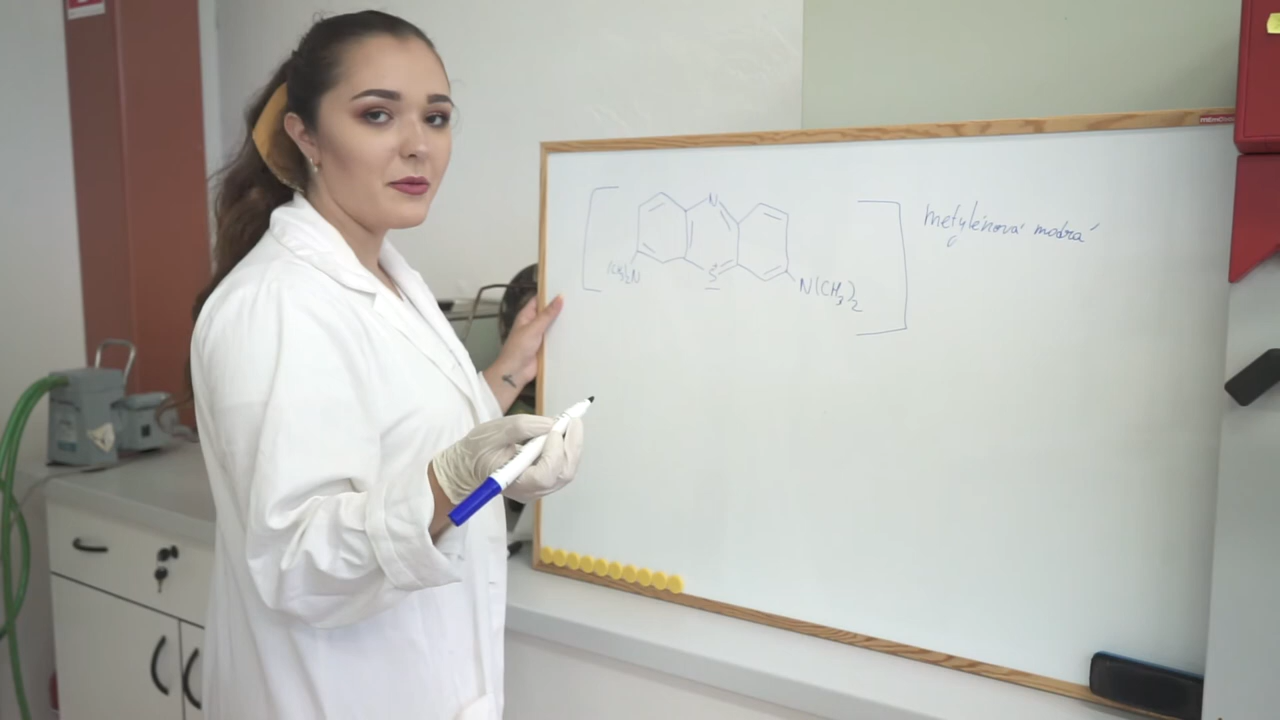 N
metylénová modrá
(CH₃)₂N
S⁺
N(CH₃)₂